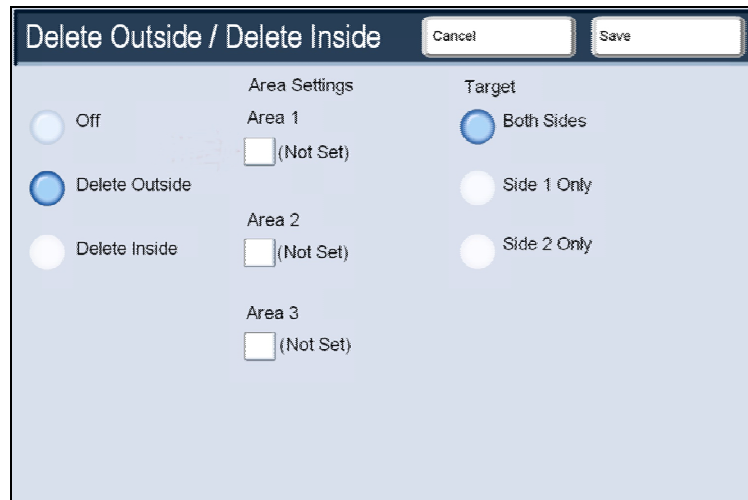 Delete Outside / Delete Inside
Cancel
Save
Off
Delete Outside
Delete Inside
Area Settings
Area 1
(Not Set)
Area 2
(Not Set)
Area 3
(Not Set)
Target
Both Sides
Side 1 Only
Side 2 Only